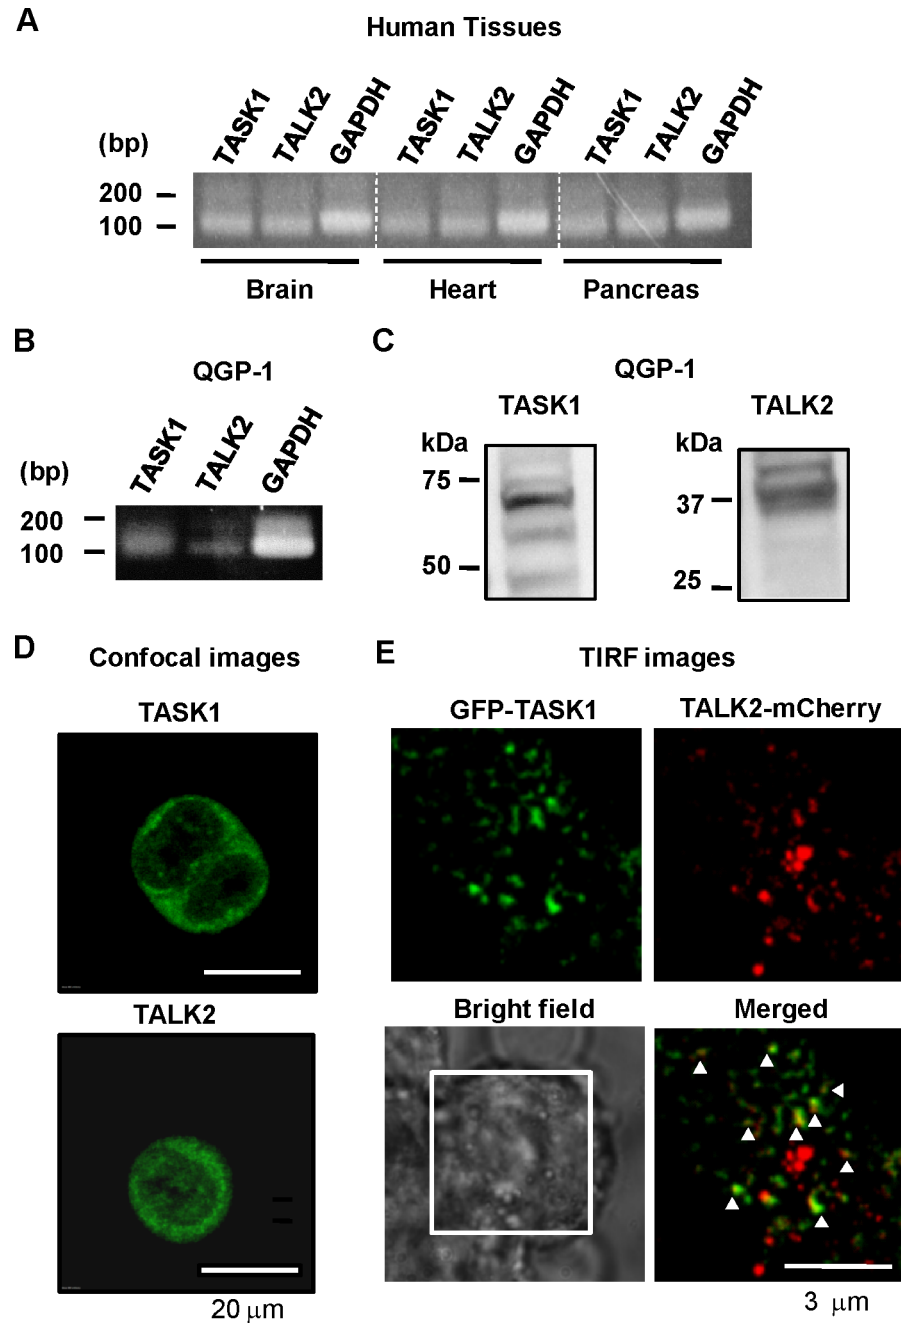 A
Human Tissues
TASK1 TALK2 GAPDH TASK1 TALK2 GAPDH TASK1 TALK2 GAPDH
(bp)
200
100
Brain Heart Pancreas
B
QGP-1
TASK1 TALK2 GAPDH
(bp)
200
100
C
QGP-1
TASK1 TALK2
kDa kDa
75
50
37
25
D
Confocal images
TASK1
TALK2
20 μm
E
TIRF images
GFP-TASK1 TALK2-mCherry
Bright field Merged
3 μm